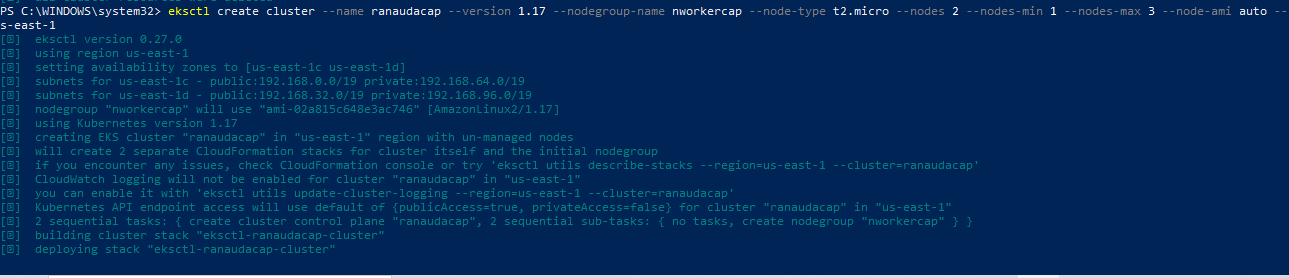 PS C:\WINDOWS\system32> eksctl create cluster --name ranaudacap --version 1.17 --nodegroup-name nworkercap --node-type t2.micro --nodes 2 --nodes-min 1 --nodes-max 3 --node-ami auto --
s-east-1
[ℹ]  eksctl version 0.27.0
[ℹ]  using region us-east-1
[ℹ]  setting availability zones to [us-east-1c us-east-1d]
[ℹ]  subnets for us-east-1c - public:192.168.0.0/19 private:192.168.64.0/19
[ℹ]  subnets for us-east-1d - public:192.168.32.0/19 private:192.168.96.0/19
[ℹ]  nodegroup "nworkercap" will use "ami-02a815c648e3ac746" [AmazonLinux2/1.17]
[ℹ]  using Kubernetes version 1.17
[ℹ]  creating EKS cluster "ranaudacap" in "us-east-1" region with un-managed nodes
[ℹ]  will create 2 separate CloudFormation stacks for cluster itself and the initial nodegroup
[ℹ]  if you encounter any issues, check CloudFormation console or try 'eksctl utils describe-stacks --region=us-east-1 --cluster=ranaudacap'
[ℹ]  CloudWatch logging will not be enabled for cluster "ranaudacap" in "us-east-1"
[ℹ]  you can enable it with 'eksctl utils update-cluster-logging --region=us-east-1 --cluster=ranaudacap'
[ℹ]  Kubernetes API endpoint access will use default of {publicAccess=true, privateAccess=false} for cluster "ranaudacap" in "us-east-1"
[ℹ]  2 sequential tasks: { create cluster control plane "ranaudacap", 2 sequential sub-tasks: { no tasks, create nodegroup "nworkercap" } }
[ℹ]  building cluster stack "eksctl-ranaudacap-cluster"
[ℹ]  deploying stack "eksctl-ranaudacap-cluster"